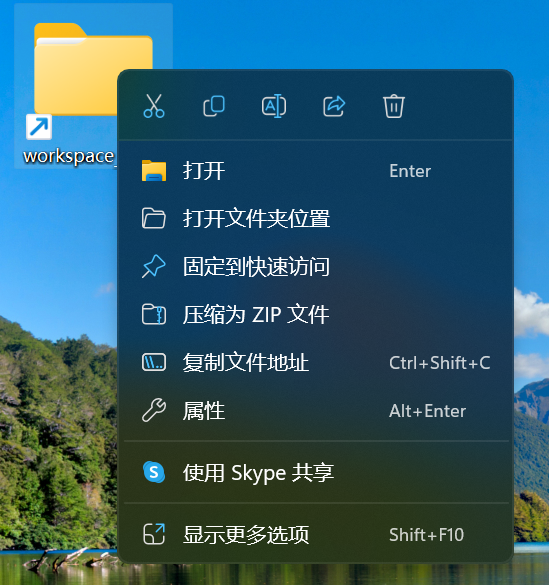 workspace_
打开 Enter
打开文件夹位置
固定到快速访问
压缩为 ZIP 文件
复制文件地址 Ctrl+Shift+C
属性 Alt+Enter
使用 Skype 共享
显示更多选项 Shift+F10